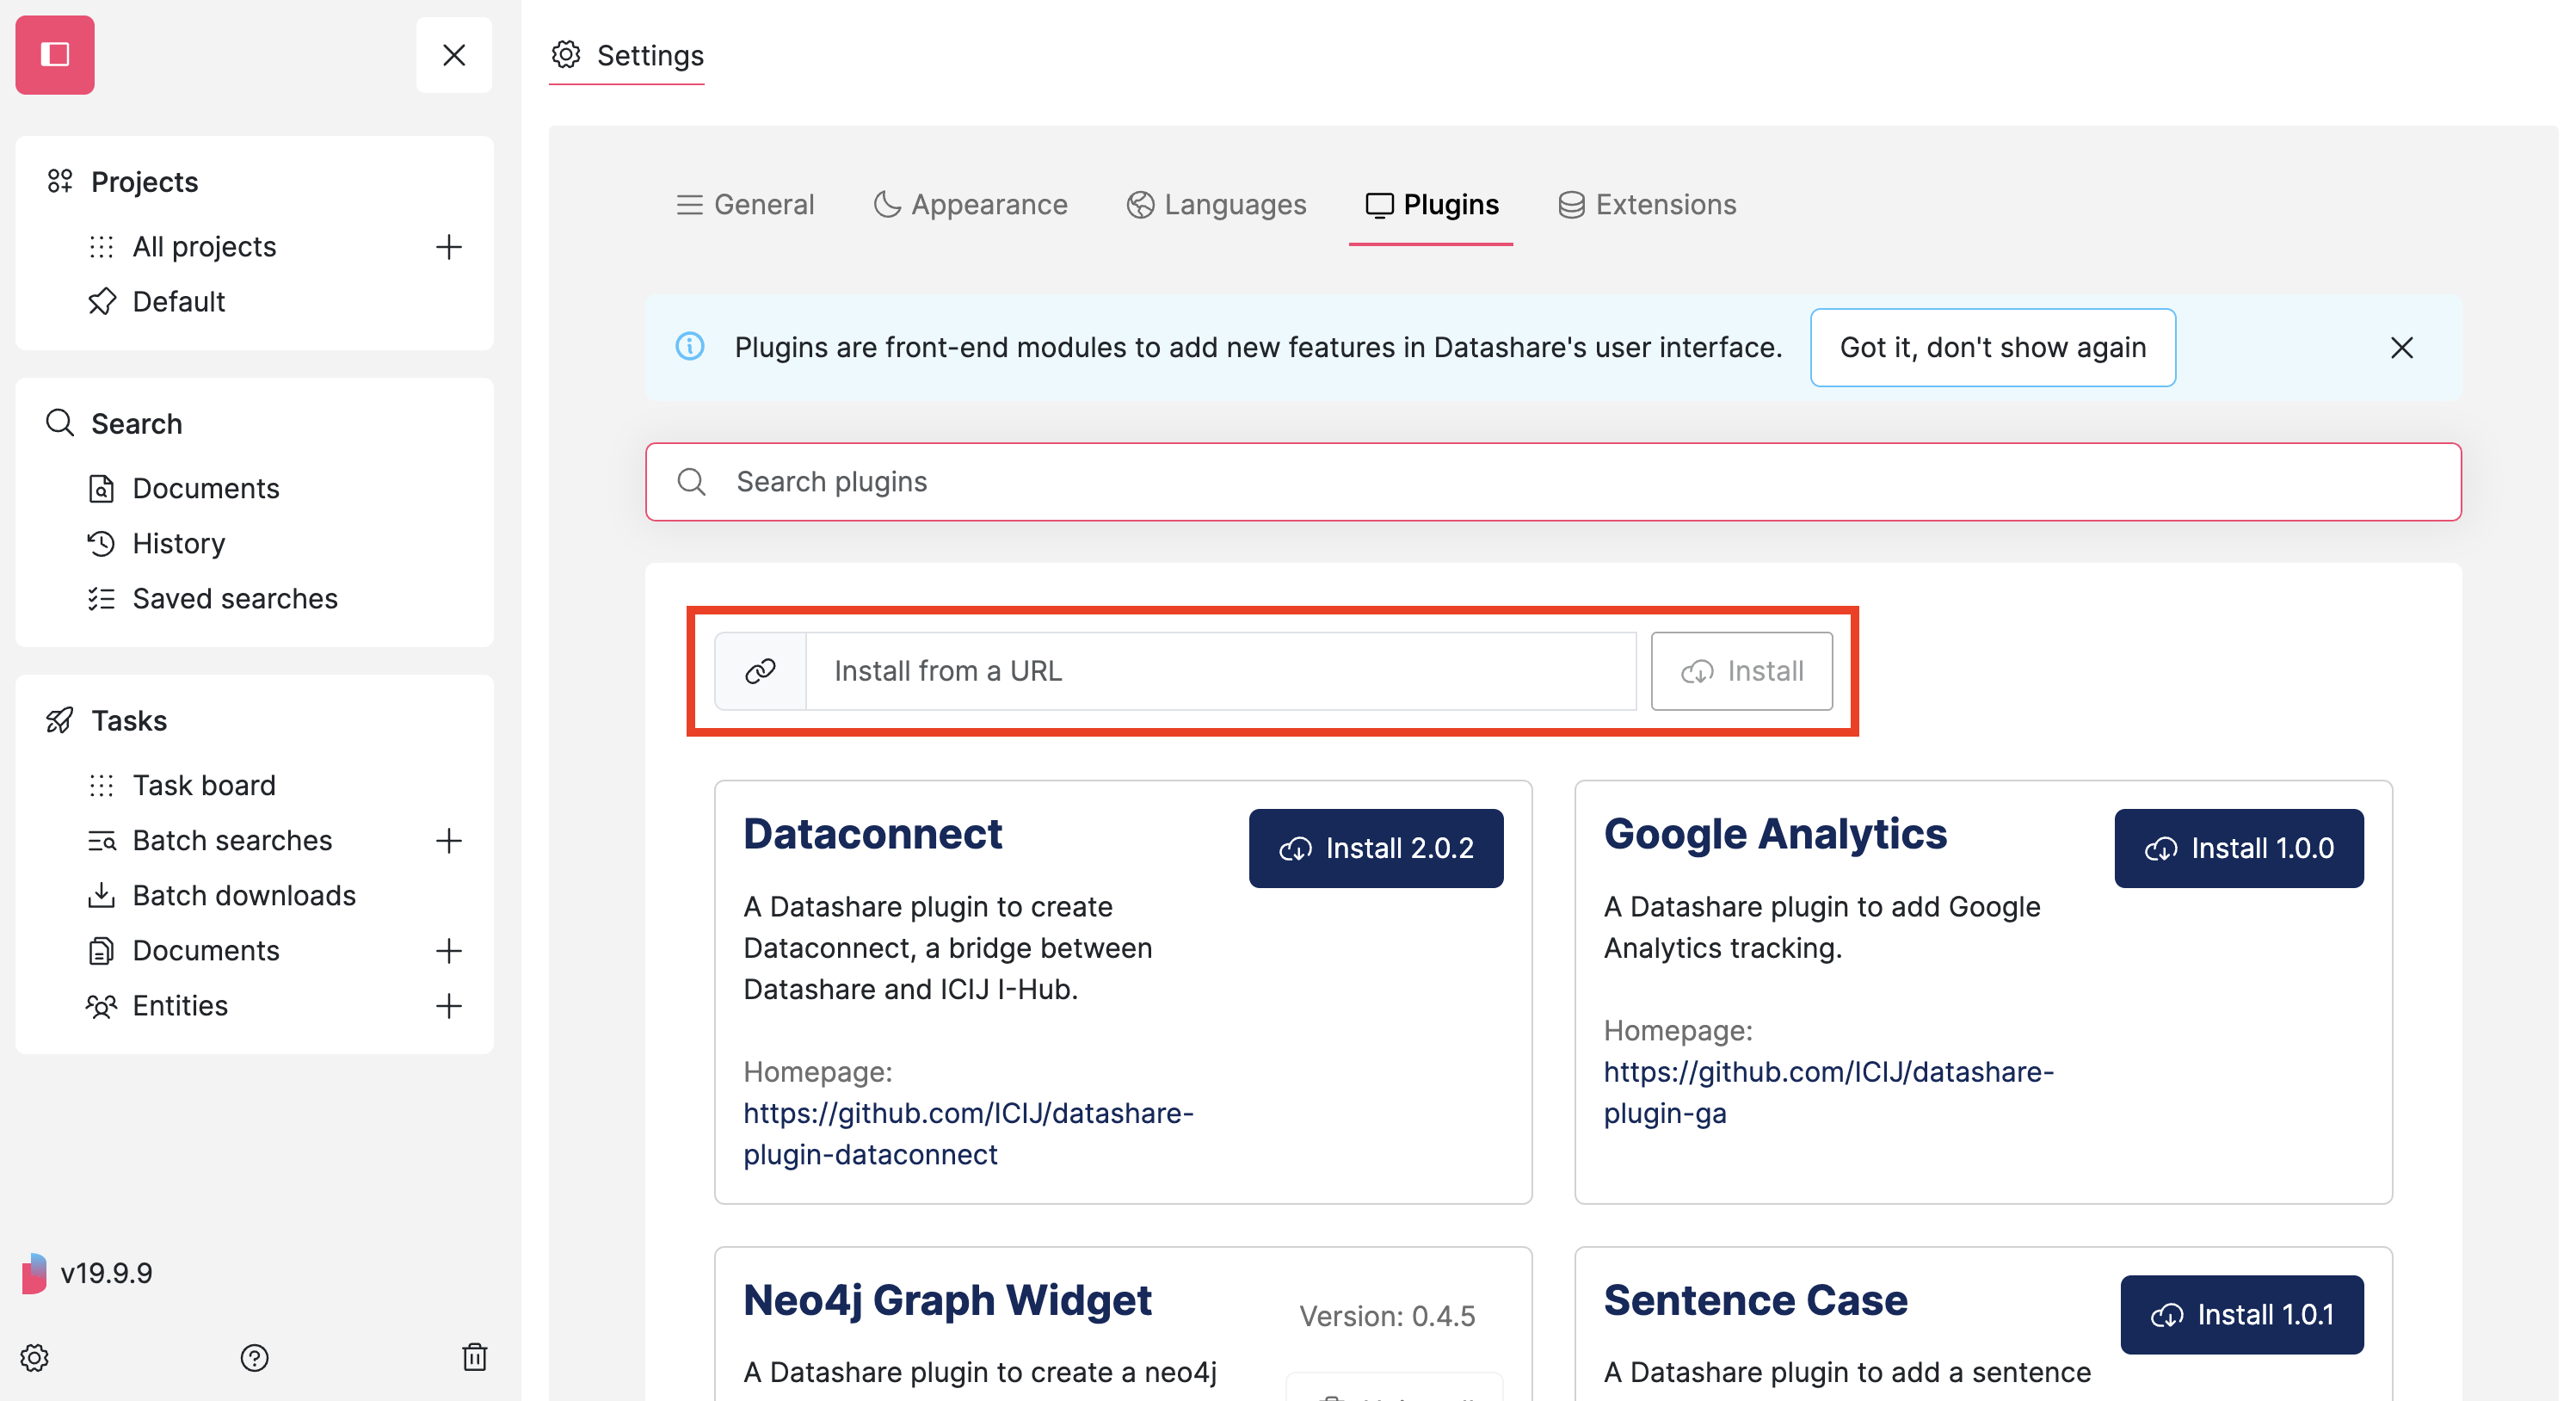 Settings
Projects
All projects
Default
Search
Documents
History
Saved searches
Tasks
Task board
Batch searches
Batch downloads
Documents
Entities
v19.9.9
General
Appearance
Languages
Plugins
Extensions
Plugins are front-end modules to add new features in Datashare's user interface.
Got it, don't show again
Search plugins
Install from a URL
Install
Dataconnect
Install 2.0.2
A Datashare plugin to create
Dataconnect, a bridge between
Datashare and ICIJ I-Hub.
Homepage:
https://github.com/ICIJ/datashare-
plugin-dataconnect
Google Analytics
Install 1.0.0
A Datashare plugin to add Google
Analytics tracking.
Homepage:
https://github.com/ICIJ/datashare-
plugin-ga
Neo4j Graph Widget
Version: 0.4.5
A Datashare plugin to create a neo4j
Sentence Case
Install 1.0.1
A Datashare plugin to add a sentence